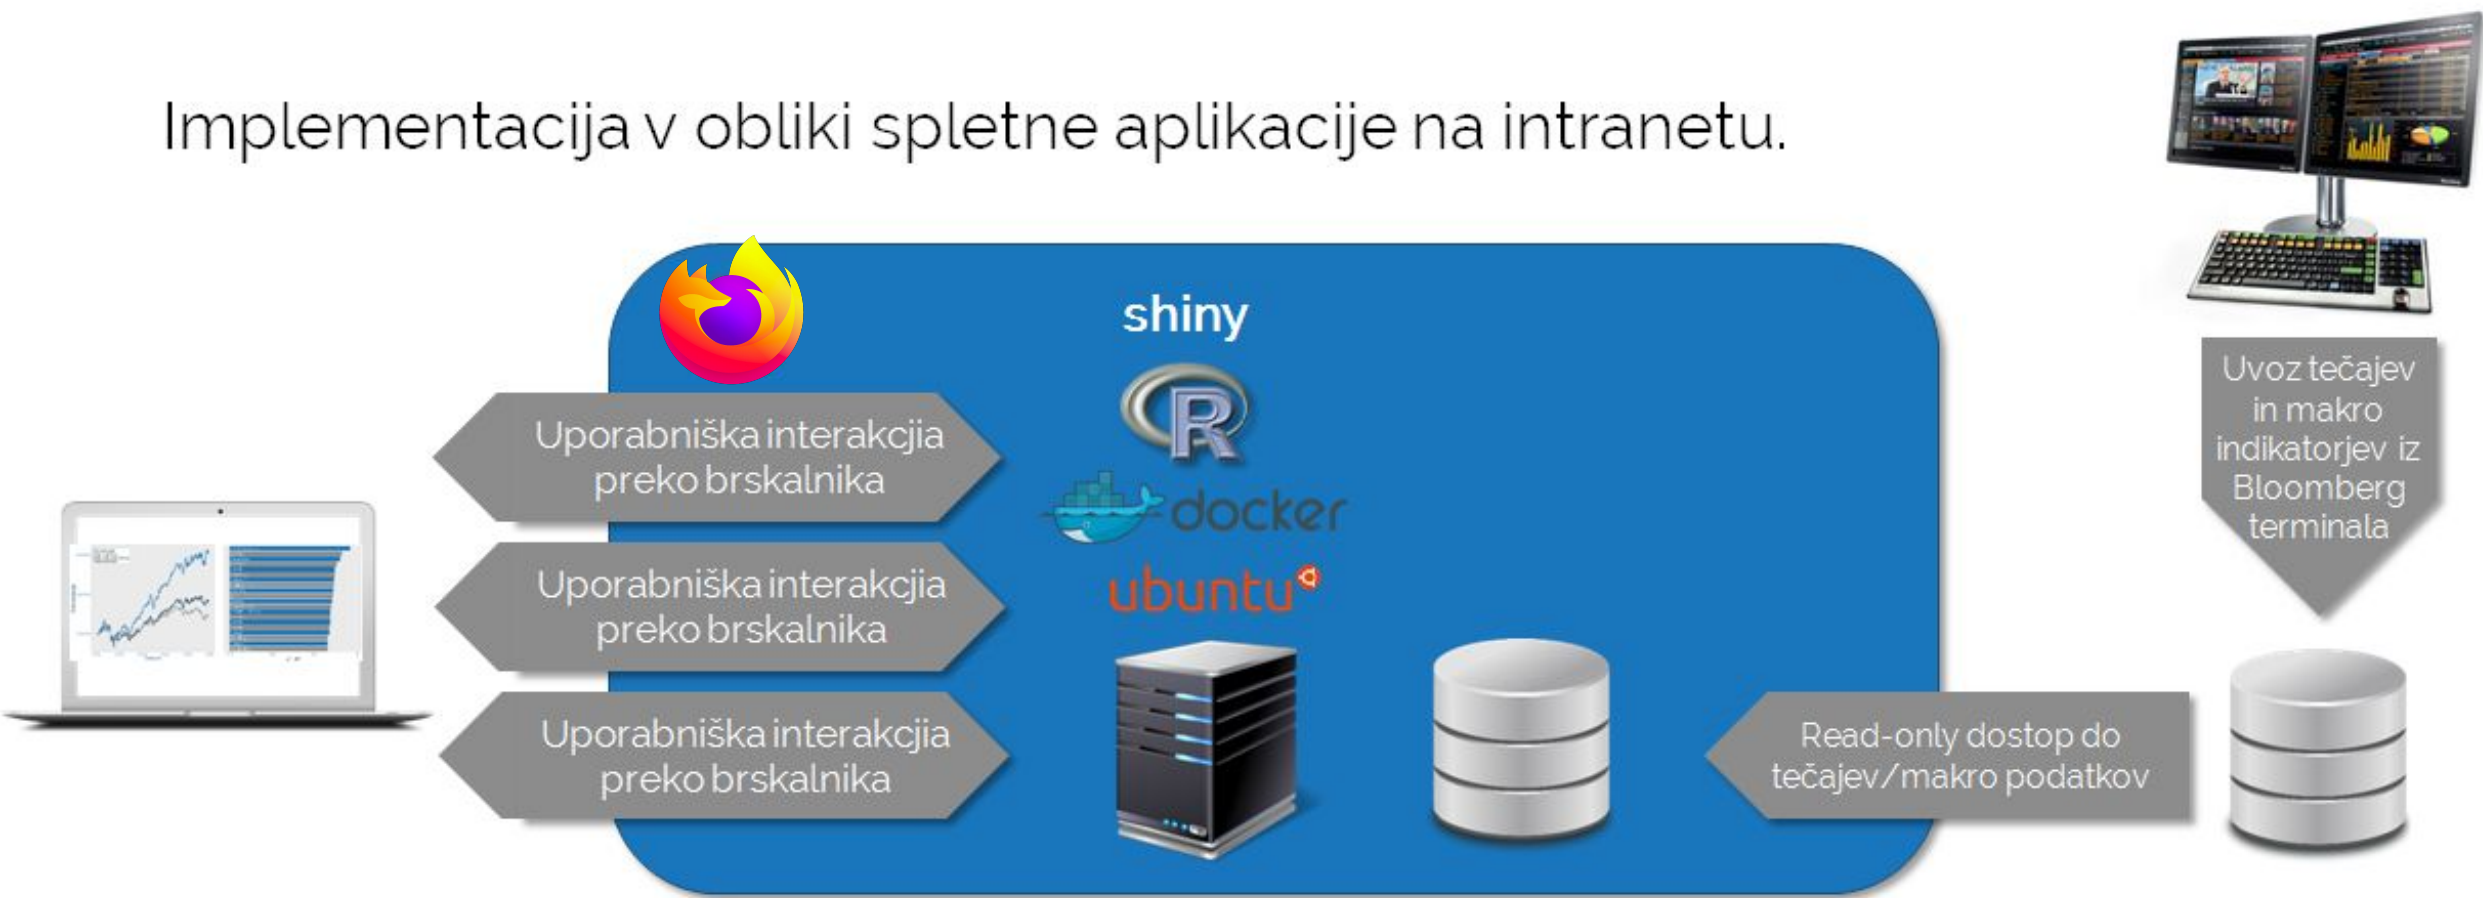 Implementacija v obliki spletne aplikacije na intranetu.
shiny
R
docker
ubuntu
Uporabniška interakcjia
preko brskalnika
Uporabniška interakcjia
preko brskalnika
Uporabniška interakcjia
preko brskalnika
Uvoz tečajev
in makro
indikatorjev iz
Bloomberg
terminala
Read-only dostop do
tečajev/makro podatkov